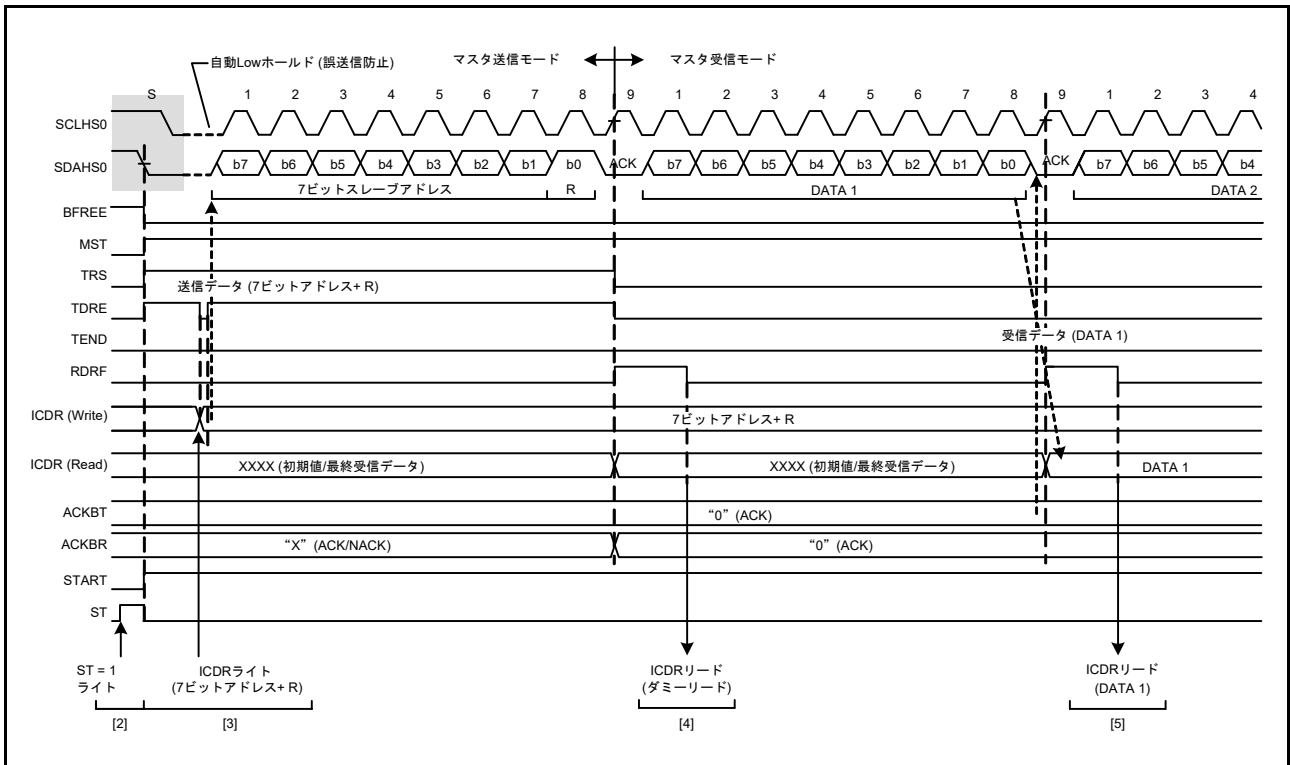 自動Lowホールド (誤送信防止)
マスタ送信モード
マスタ受信モード
S 1 2 3 4 5 6 7 8 9 1 2 3 4 5 6 7 8 9 1 2 3 4
SCLHS0
SDAHS0 b7 b6 b5 b4 b3 b2 b1 b0 ACK b7 b6 b5 b4 b3 b2 b1 b0 ACK b7 b6 b5 b4
7ビットスレーブアドレス R DATA 1 DATA 2
BFREE
MST
TRS
送信データ (7ビットアドレス+ R)
TDRE
TEND
受信データ (DATA 1)
RDRF
ICDR (Write) 7ビットアドレス+ R
ICDR (Read) XXXX (初期値/最終受信データ) XXXX (初期値/最終受信データ) DATA 1
ACKBT “0” (ACK)
ACKBR “X” (ACK/NACK) “0” (ACK)
START
ST
ST = 1
ライト
ICDRライト
(7ビットアドレス+ R)
ICDRリード
(ダミーリード)
ICDRリード
(DATA 1)
[2] [3] [4] [5]